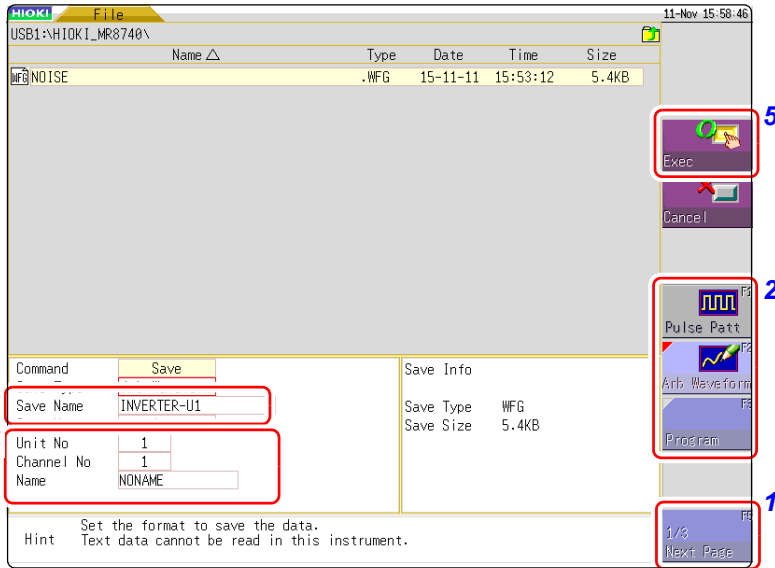 HIOKI File 11-Nov 15:58:46
USB1:\HIOKI_MR8740\
Name △ Type Date Time Size
WFG NOISE .WFG 15-11-11 15:53:12 5.4KB
5
Exec
Cancel
2
F1
Pulse Patt
F2
Arb Waveform
F3
Program
Command Save
Save Name INVERTER-U1
Unit No 1
Channel No 1
Name NONAME
Save Info
Save Type WFG
Save Size 5.4KB
1
F5
1/3
Next Page
Hint Set the format to save the data.
Text data cannot be read in this instrument.